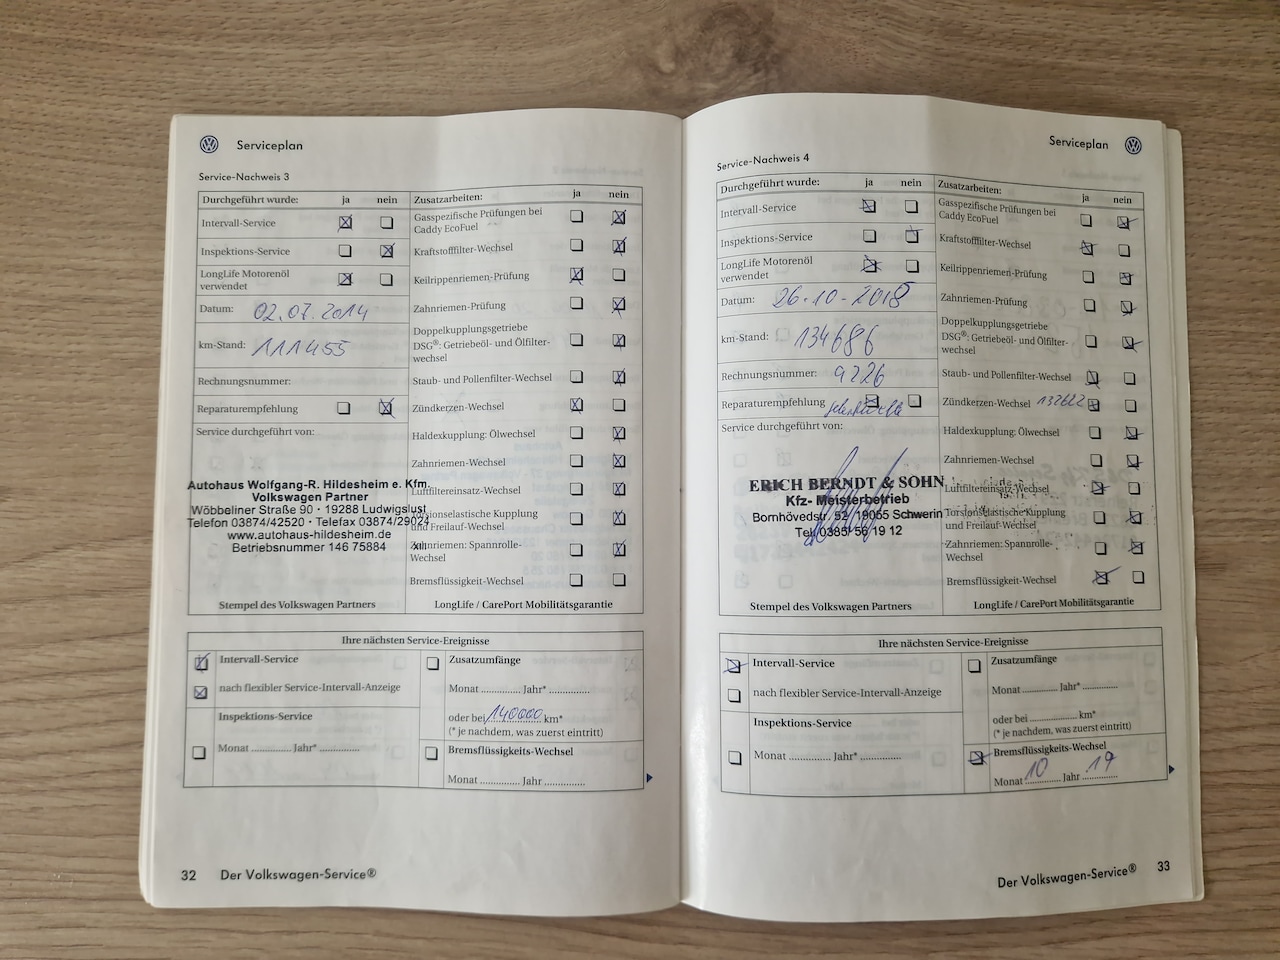 Serviceplan
Service-Nachweis 3
Durchgeführt wurde: ja nein
Intervall-Service
Inspektions-Service
LongLife Motorenöl
verwendet
Datum: 02.07.2014
km-Stand: 111455
Rechnungsnummer:
Reparaturempfehlung
Service durchgeführt von:
Autohaus Wolfgang-R. Hildesheim e. Kfm.
Volkswagen Partner
Wöbbeliner Straße 90 · 19288 Ludwigslust
Telefon 03874/42520 · Telefax 03874/29024
www.autohaus-hildesheim.de
Betriebsnummer 146 75884
Stempel des Volkswagen Partners
Zusatzarbeiten: ja nein
Gasspezifische Prüfungen bei
Caddy EcoFuel
Kraftstofffilter-Wechsel
Keilrippenriemen-Prüfung
Zahnriemen-Prüfung
Doppelkupplungsgetriebe
DSG®: Getriebeöl- und Ölfilter-
wechsel
Staub- und Pollenfilter-Wechsel
Zündkerzen-Wechsel
Haldexkupplung: Ölwechsel
Zahnriemen-Wechsel
Luftfiltereinsatz-Wechsel
Torsionselastische Kupplung
und Freilauf-Wechsel
Zahnriemen: Spannrolle-
Wechsel
Bremsflüssigkeit-Wechsel
LongLife / CarePort Mobilitätsgarantie
Ihre nächsten Service-Ereignisse
Intervall-Service
nach flexibler Service-Intervall-Anzeige
Inspektions-Service
Monat .............. Jahr* ..............
Zusatzumfänge
Monat .............. Jahr* ..............
oder bei 140000 km*
(* je nachdem, was zuerst eintritt)
Bremsflüssigkeits-Wechsel
Monat .............. Jahr ..............
32 Der Volkswagen-Service®
Serviceplan
Service-Nachweis 4
Durchgeführt wurde: ja nein
Intervall-Service
Inspektions-Service
LongLife Motorenöl
verwendet
Datum: 26-10-2018
km-Stand: 134686
Rechnungsnummer: 9226
Reparaturempfehlung
Service durchgeführt von:
ERICH BERNDT & SOHN
Kfz- Meisterbetrieb
Bornhövedstr. 52, 19055 Schwerin
Tel. 0385/ 56 19 12
Stempel des Volkswagen Partners
Zusatzarbeiten: ja nein
Gasspezifische Prüfungen bei
Caddy EcoFuel
Kraftstofffilter-Wechsel
Keilrippenriemen-Prüfung
Zahnriemen-Prüfung
Doppelkupplungsgetriebe
DSG®: Getriebeöl- und Ölfilter-
wechsel
Staub- und Pollenfilter-Wechsel
Zündkerzen-Wechsel
Haldexkupplung: Ölwechsel
Zahnriemen-Wechsel
Luftfiltereinsatz-Wechsel
Torsionselastische Kupplung
und Freilauf-Wechsel
Zahnriemen: Spannrolle-
Wechsel
Bremsflüssigkeit-Wechsel
LongLife / CarePort Mobilitätsgarantie
Ihre nächsten Service-Ereignisse
Intervall-Service
nach flexibler Service-Intervall-Anzeige
Inspektions-Service
Monat .............. Jahr* ..............
Zusatzumfänge
Monat .............. Jahr* ..............
oder bei .................. km*
(* je nachdem, was zuerst eintritt)
Bremsflüssigkeits-Wechsel
Monat 10 Jahr 19
Der Volkswagen-Service® 33